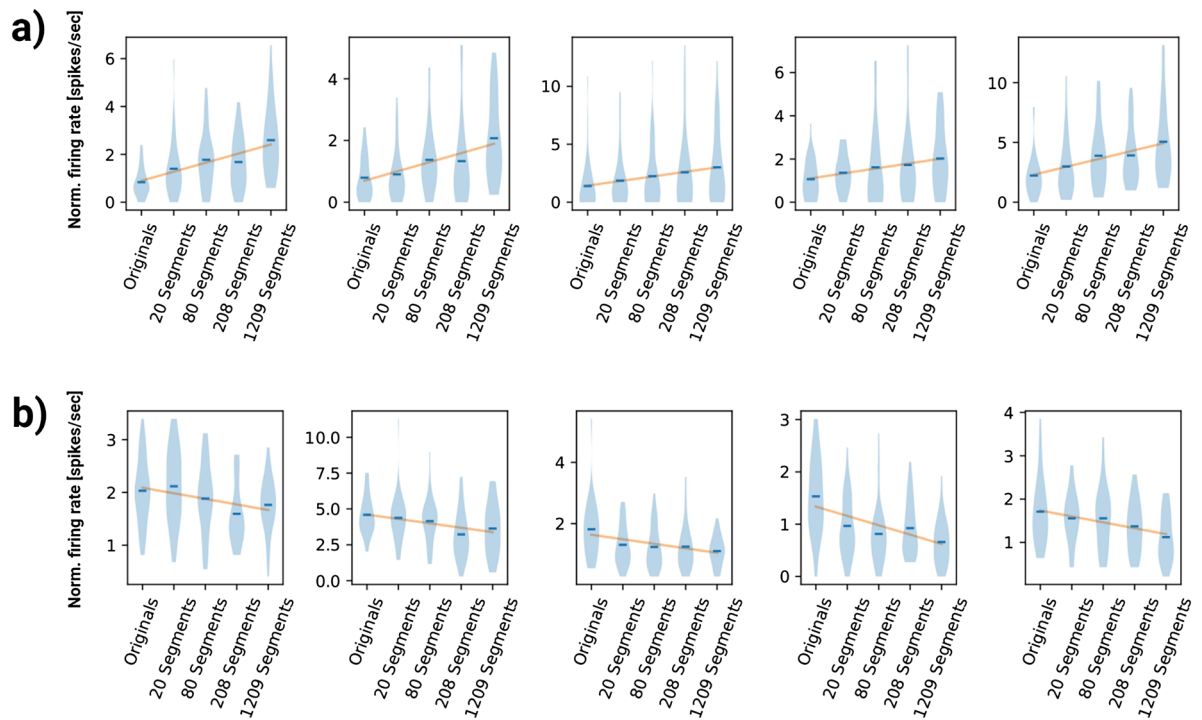 a)
Norm. firing rate [spikes/sec]
6
4
2
0
Originals
20 Segments
80 Segments
208 Segments
1209 Segments
4
2
0
Originals
20 Segments
80 Segments
208 Segments
1209 Segments
10
5
0
Originals
20 Segments
80 Segments
208 Segments
1209 Segments
6
4
2
0
Originals
20 Segments
80 Segments
208 Segments
1209 Segments
10
5
0
Originals
20 Segments
80 Segments
208 Segments
1209 Segments
b)
Norm. firing rate [spikes/sec]
3
2
1
Originals
20 Segments
80 Segments
208 Segments
1209 Segments
10.0
7.5
5.0
2.5
0.0
Originals
20 Segments
80 Segments
208 Segments
1209 Segments
4
2
Originals
20 Segments
80 Segments
208 Segments
1209 Segments
3
2
1
0
Originals
20 Segments
80 Segments
208 Segments
1209 Segments
4
3
2
1
Originals
20 Segments
80 Segments
208 Segments
1209 Segments